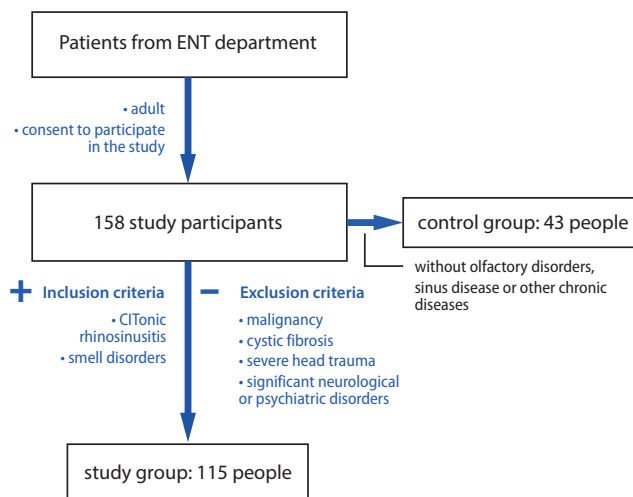 Patients from ENT department
• adult
• consent to participate
in the study
158 study participants
control group: 43 people
without olfactory disorders,
sinus disease or other chronic
diseases
+ Inclusion criteria
• CITonic
rhinosinusitis
• smell disorders
− Exclusion criteria
• malignancy
• cystic fibrosis
• severe head trauma
• significant neurological
or psychiatric disorders
study group: 115 people